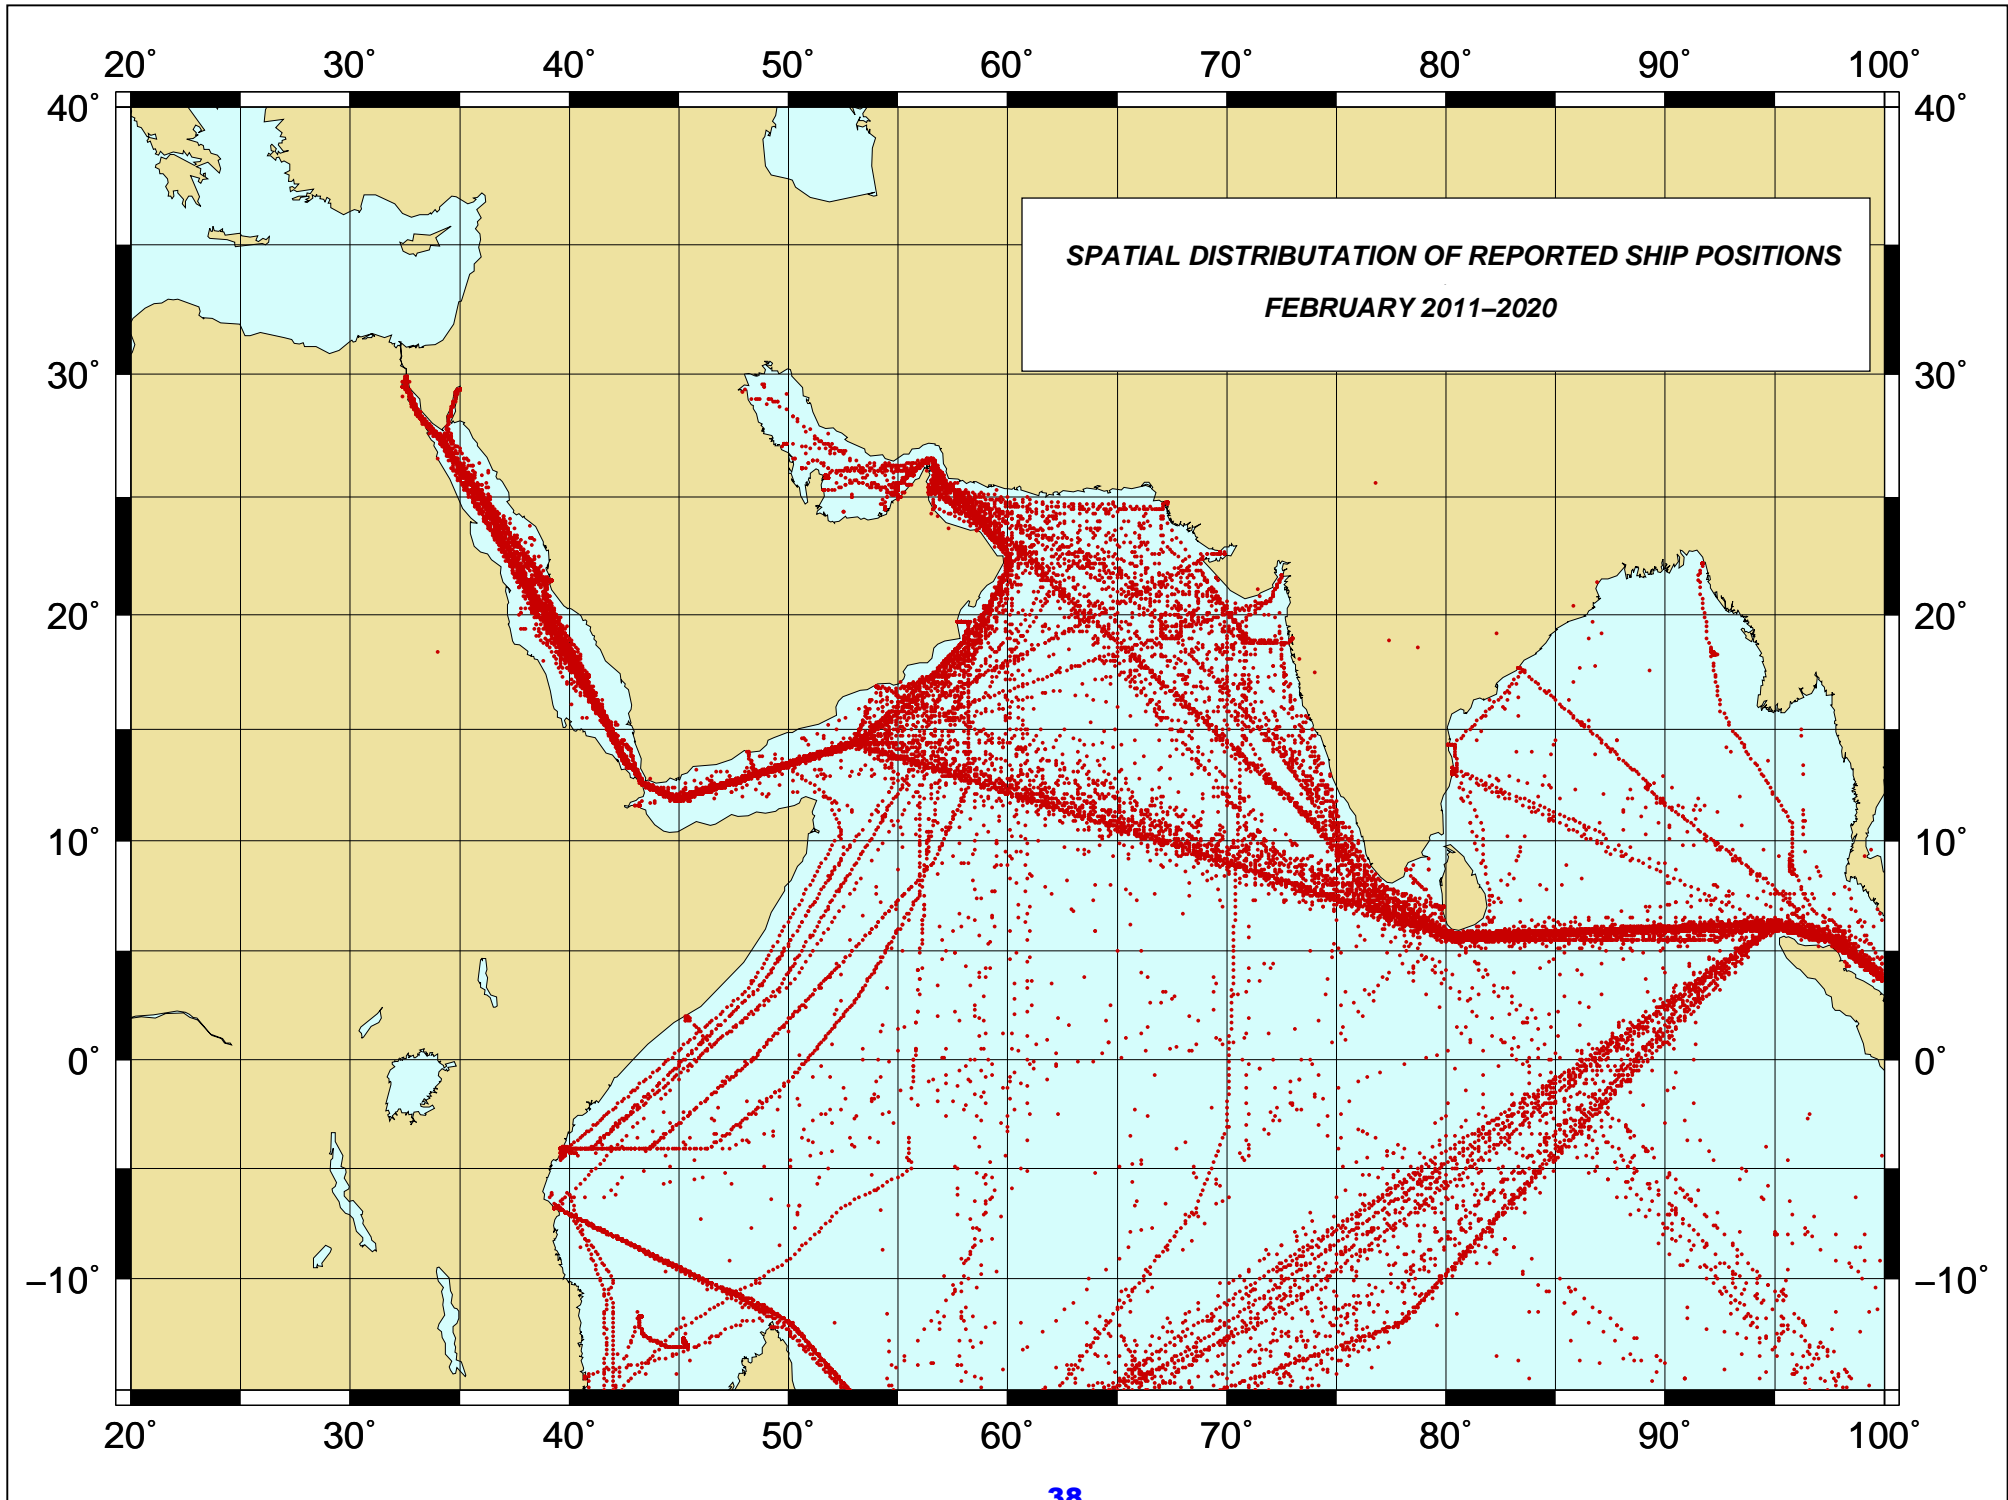 20° 30° 40° 50° 60° 70° 80° 90° 100°
40° 40°
SPATIAL DISTRIBUTATION OF REPORTED SHIP POSITIONS
FEBRUARY 2011–2020
30° 30°
20° 20°
10° 10°
0° 0°
−10° −10°
20° 30° 40° 50° 60° 70° 80° 90° 100°
38